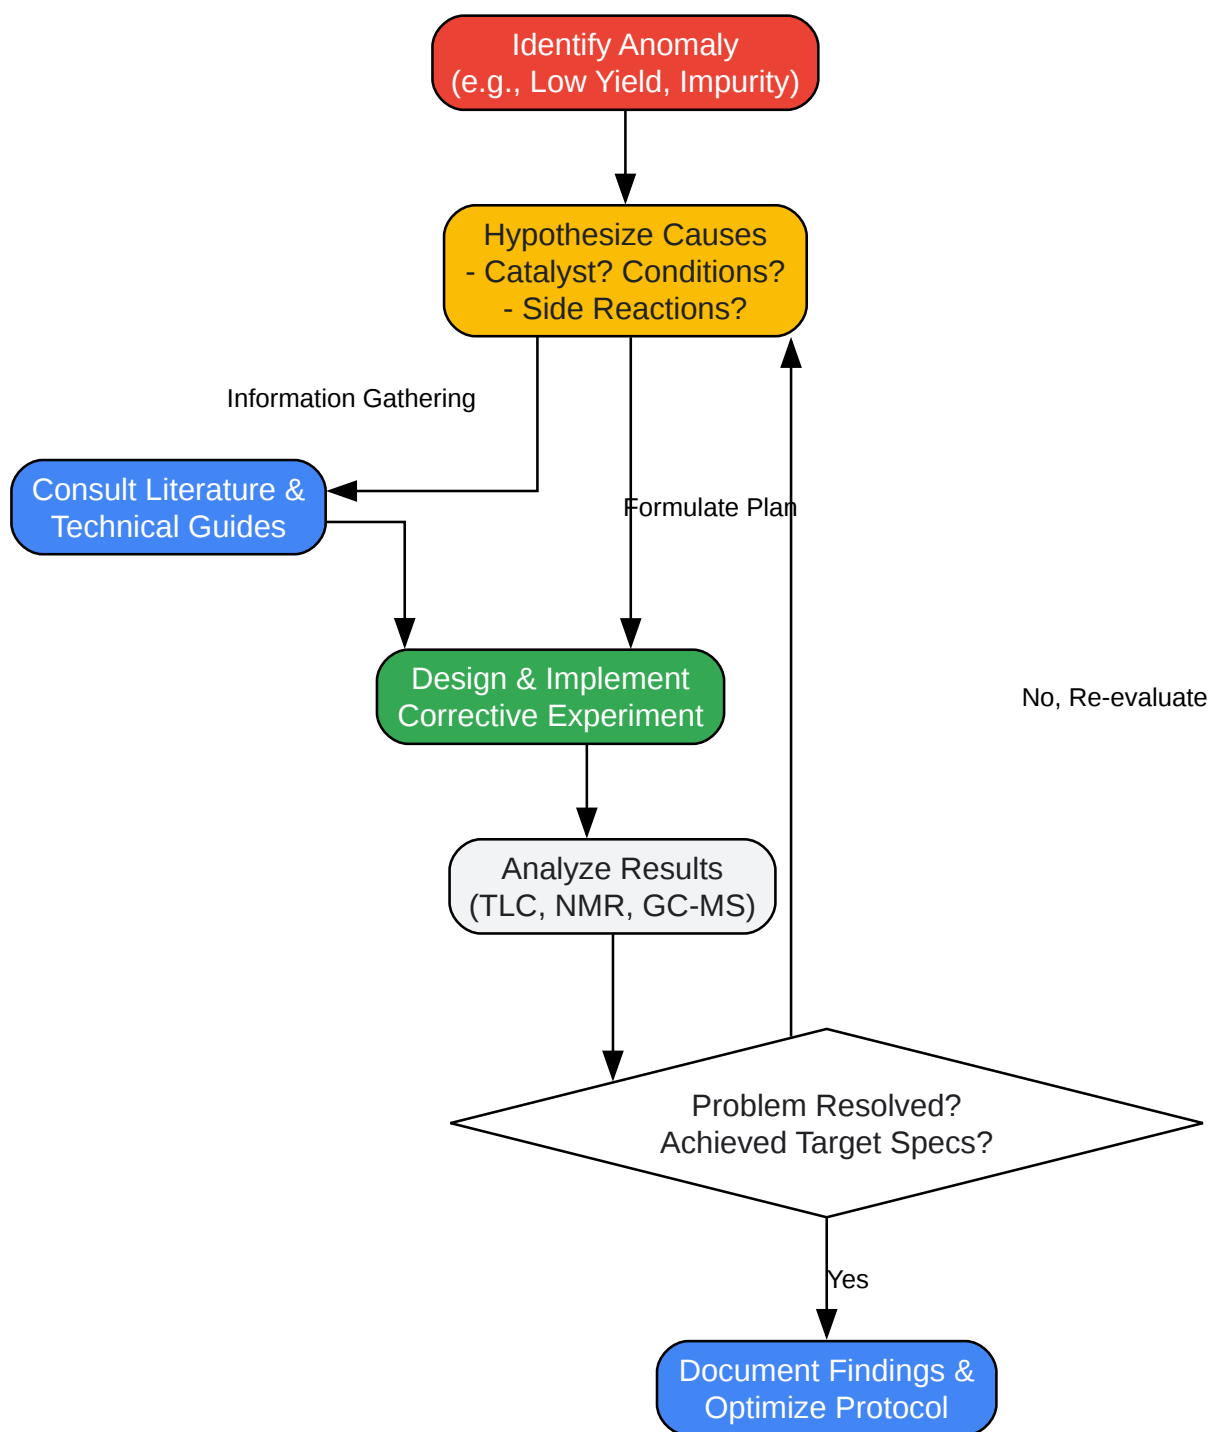 Identify Anomaly
(e.g., Low Yield, Impurity)
Hypothesize Causes
- Catalyst? Conditions?
- Side Reactions?
Information Gathering
Consult Literature &
Technical Guides
Formulate Plan
Design & Implement
Corrective Experiment
No, Re-evaluate
Analyze Results
(TLC, NMR, GC-MS)
Problem Resolved?
Achieved Target Specs?
Yes
Document Findings &
Optimize Protocol